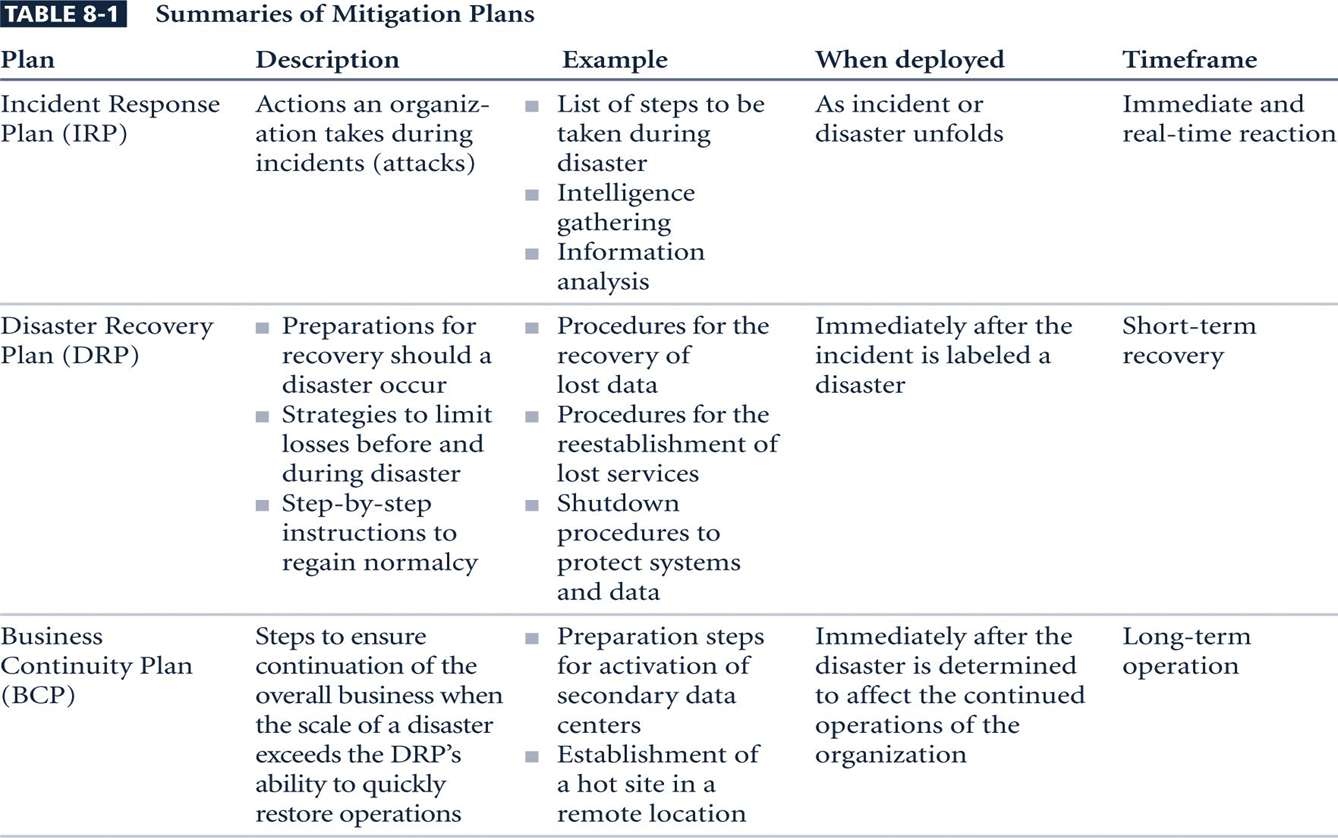 TABLE 8-1 Summaries of Mitigation Plans
Plan Description Example When deployed Timeframe
Incident Response
Plan (IRP)
Actions an organiz-
ation takes during
incidents (attacks)
List of steps to be
taken during
disaster
Intelligence
gathering
Information
analysis
As incident or
disaster unfolds
Immediate and
real-time reaction
Disaster Recovery
Plan (DRP)
Preparations for
recovery should a
disaster occur
Strategies to limit
losses before and
during disaster
Step-by-step
instructions to
regain normalcy
Procedures for the
recovery of
lost data
Procedures for the
reestablishment of
lost services
Shutdown
procedures to
protect systems
and data
Immediately after the
incident is labeled a
disaster
Short-term
recovery
Business
Continuity Plan
(BCP)
Steps to ensure
continuation of the
overall business when
the scale of a disaster
exceeds the DRP’s
ability to quickly
restore operations
Preparation steps
for activation of
secondary data
centers
Establishment of
a hot site in a
remote location
Immediately after the
disaster is determined
to affect the continued
operations of the
organization
Long-term
operation